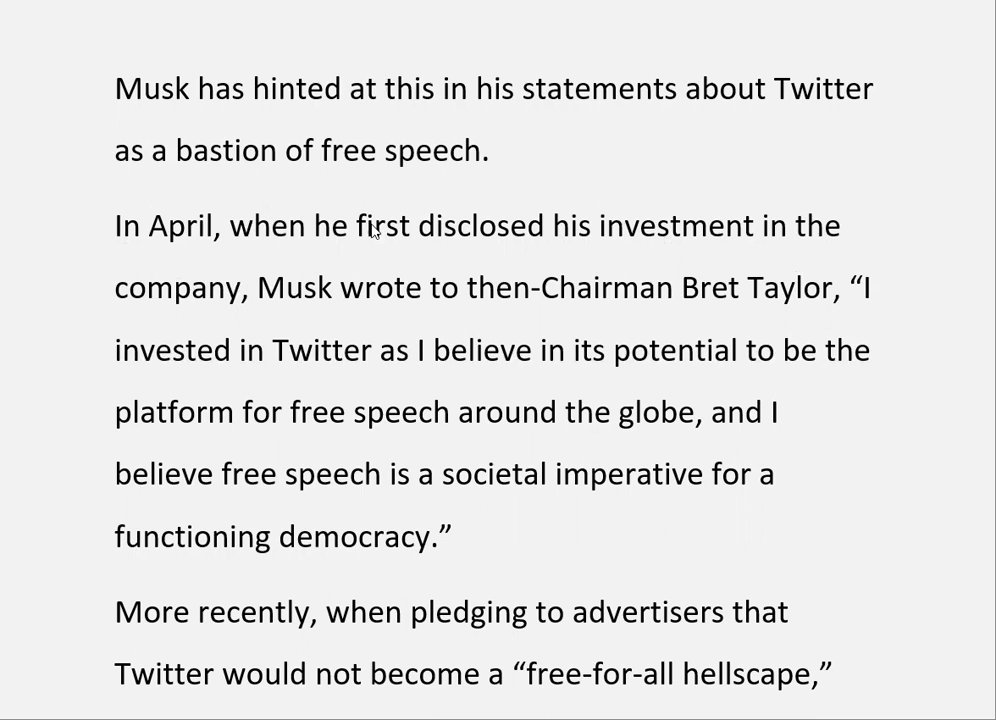 Musk has hinted at this in his statements about Twitter
as a bastion of free speech.
In April, when he first disclosed his investment in the
company, Musk wrote to then-Chairman Bret Taylor, “I
invested in Twitter as I believe in its potential to be the
platform for free speech around the globe, and I
believe free speech is a societal imperative for a
functioning democracy.”
More recently, when pledging to advertisers that
Twitter would not become a “free-for-all hellscape,”